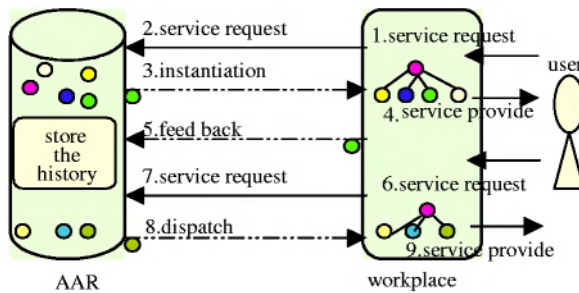 2.service request
1.service request
user
3.instantiation
4.service provide
5.feed back
store
the
history
7.service request
6.service request
8.dispatch
9.service provide
AAR
workplace